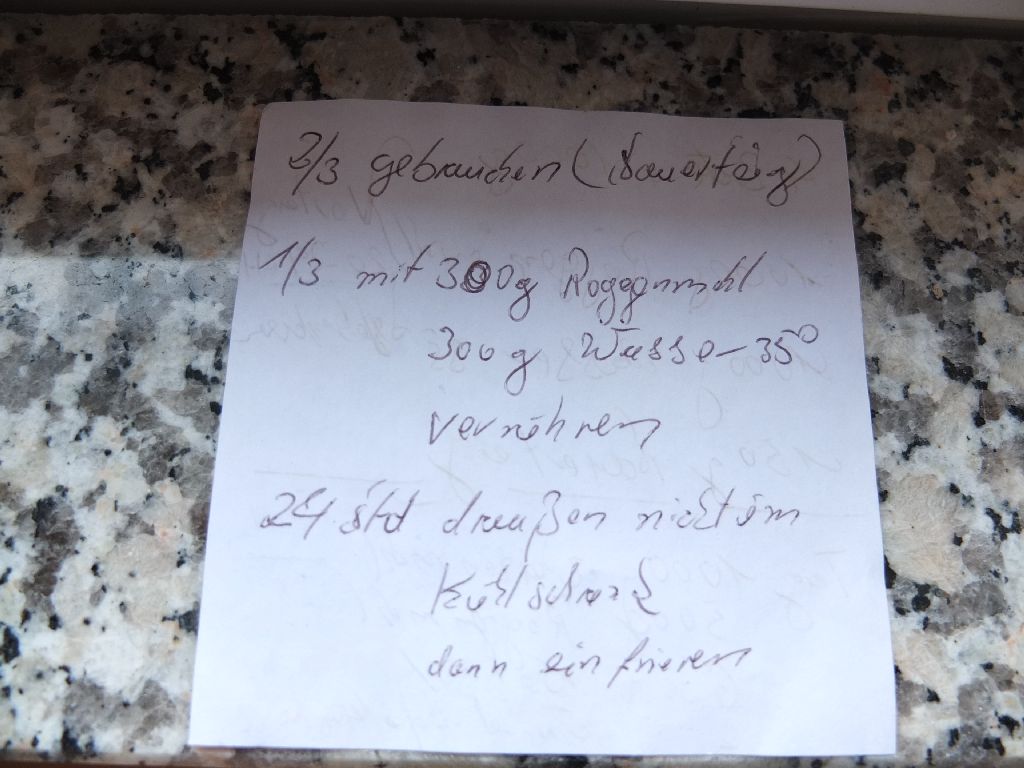 2/3 gebrauchen (Sauerteig)
1/3 mit 300g Roggenmehl
300g Wasser 35°
vernöhren
24 Std draußen nicht im
Kühlschrank
dann einfrieren